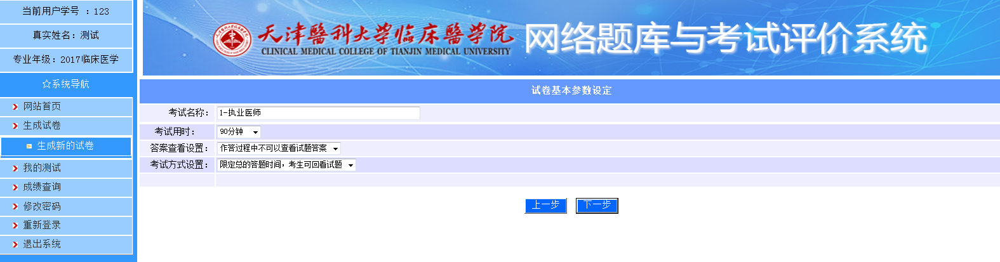 当前用户学号 ：123
真实姓名：测试
专业年级：2017临床医学
☆系统导航
网站首页
生成试卷
生成新的试卷
我的测试
成绩查询
修改密码
重新登录
退出系统
天津醫科大学临床醫学院
CLINICAL MEDICAL COLLEGE OF TIANJIN MEDICAL UNIVERSITY
网络题库与考试评价系统
试卷基本参数设定
考试名称： 1-执业医师
考试用时： 90分钟
答案查看设置： 作答过程中不可以查看试题答案
考试方式设置： 限定总的答题时间，考生可回看试题
上一步 下一步